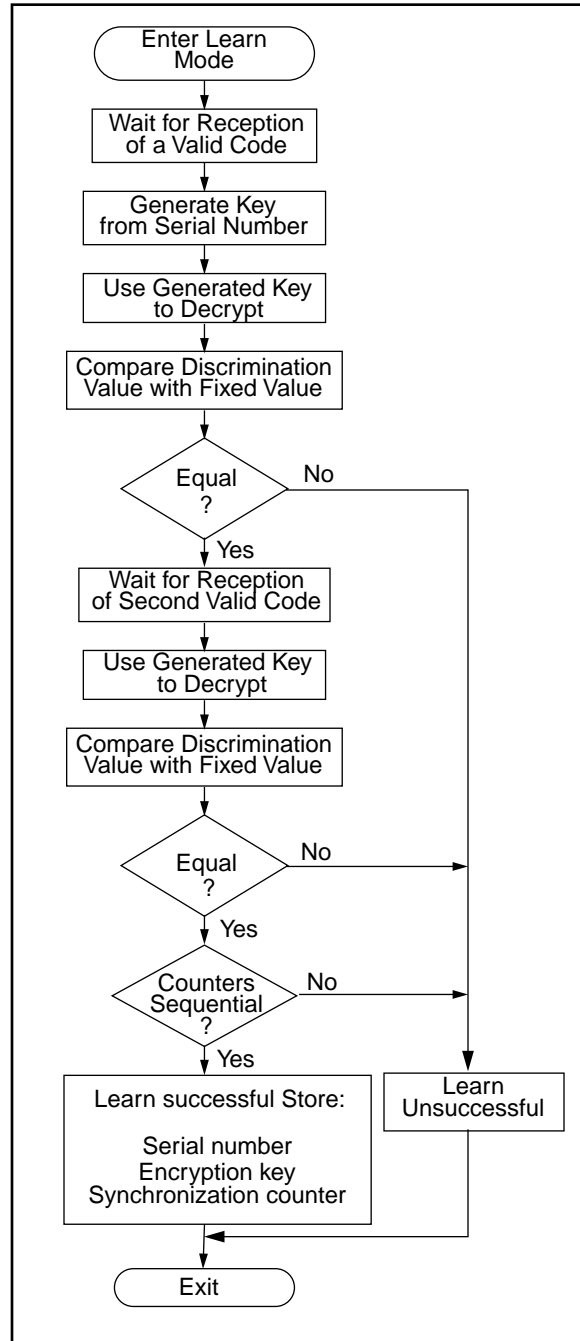 Enter Learn
Mode
Wait for Reception
of a Valid Code
Generate Key
from Serial Number
Use Generated Key
to Decrypt
Compare Discrimination
Value with Fixed Value
Equal
?
No
Yes
Wait for Reception
of Second Valid Code
Use Generated Key
to Decrypt
Compare Discrimination
Value with Fixed Value
Equal
?
No
Yes
Counters
Sequential
?
No
Yes
Learn successful Store:
Serial number
Encryption key
Synchronization counter
Learn
Unsuccessful
Exit